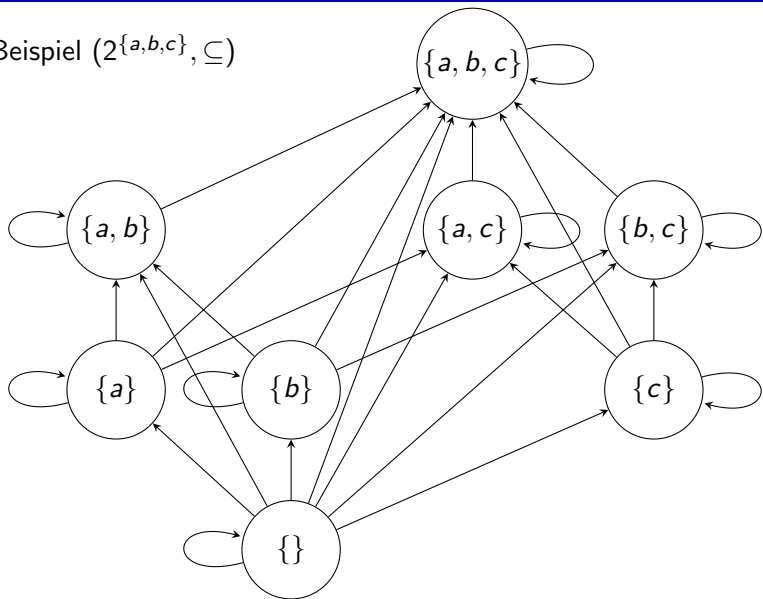 Beispiel (2^{a,b,c}, ⊆)
{a, b, c}
{a, b}
{a, c}
{b, c}
{a}
{b}
{c}
{}